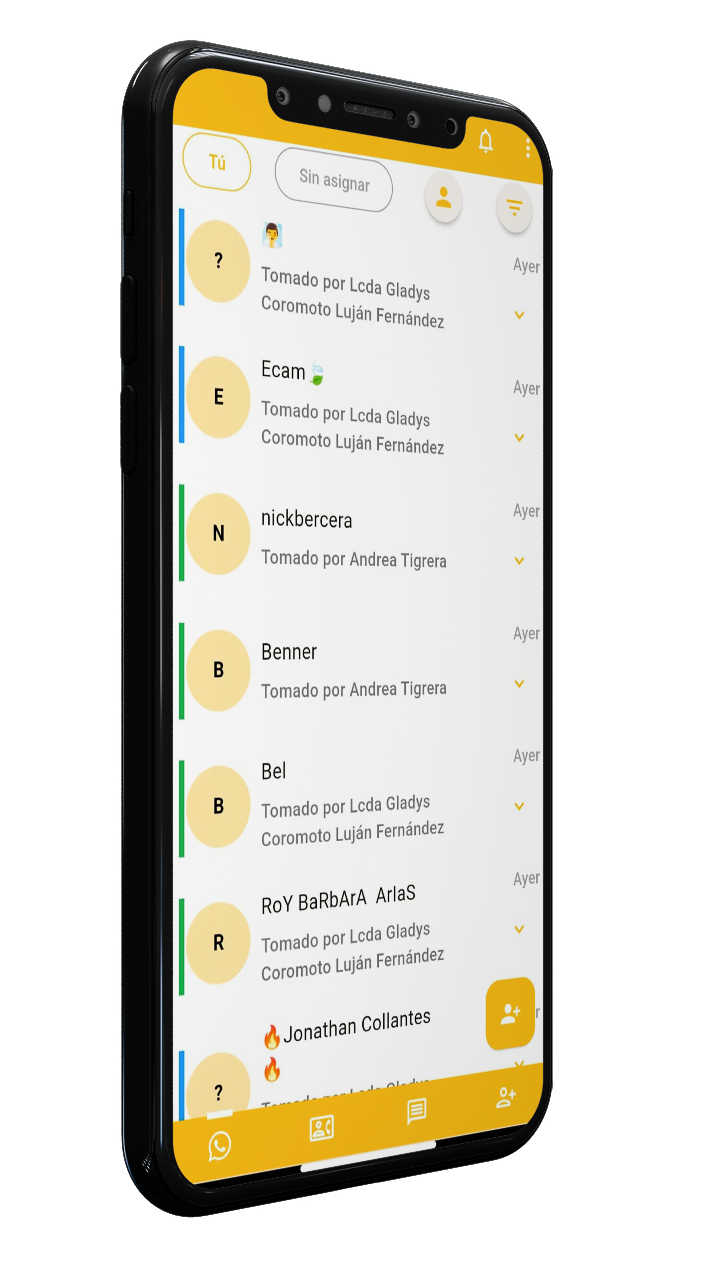 Tú
Sin asignar
?
Tomado por Lcda Gladys
Coromoto Luján Fernández
Ayer
E
Ecam
Tomado por Lcda Gladys
Coromoto Luján Fernández
Ayer
N
nickbercera
Tomado por Andrea Tigrera
Ayer
B
Benner
Tomado por Andrea Tigrera
Ayer
B
Bel
Tomado por Lcda Gladys
Coromoto Luján Fernández
Ayer
R
RoY BaRbArA ArlaS
Tomado por Lcda Gladys
Coromoto Luján Fernández
Ayer
?
🔥Jonathan Collantes
🔥
Tomado por Lcda Gladys